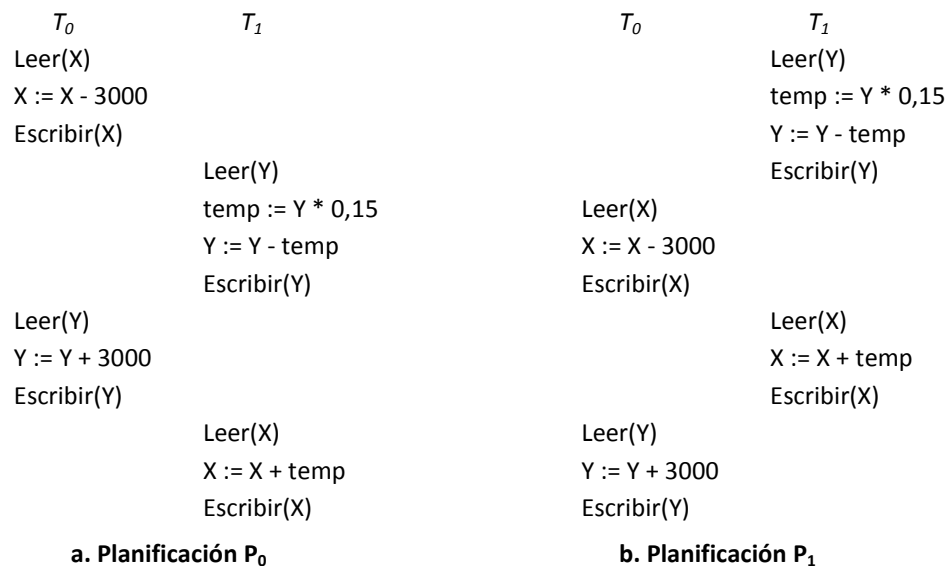 T0 T1 T0 T1
Leer(X) Leer(Y)
X := X - 3000 temp := Y * 0,15
Escribir(X) Y := Y - temp
Leer(Y) Escribir(Y)
temp := Y * 0,15 Leer(X)
Y := Y - temp X := X - 3000
Escribir(Y) Escribir(X)
Leer(Y) Leer(X)
Y := Y + 3000 X := X + temp
Escribir(Y) Escribir(X)
Leer(X) Leer(Y)
X := X + temp Y := Y + 3000
Escribir(X) Escribir(Y)
a. Planificación P0 b. Planificación P1